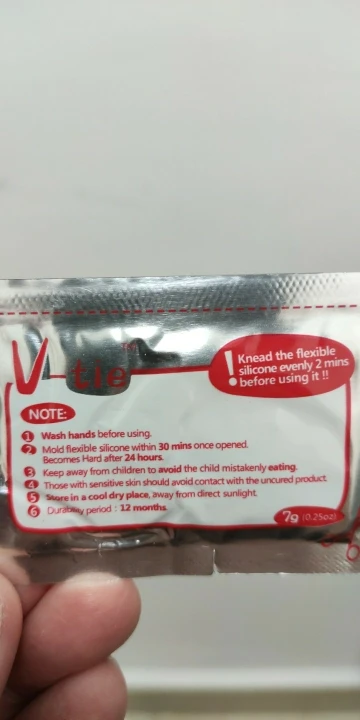 V-tie
! Knead the flexible
silicone evenly 2 mins
before using it !!
NOTE:
1 Wash hands before using.
2 Mold flexible silicone within 30 mins once opened.
Becomes Hard after 24 hours.
3 Keep away from children to avoid the child mistakenly eating.
4 Those with sensitive skin should avoid contact with the uncured product.
5 Store in a cool dry place, away from direct sunlight.
6 Durability period : 12 months.
7g (0.25oz)